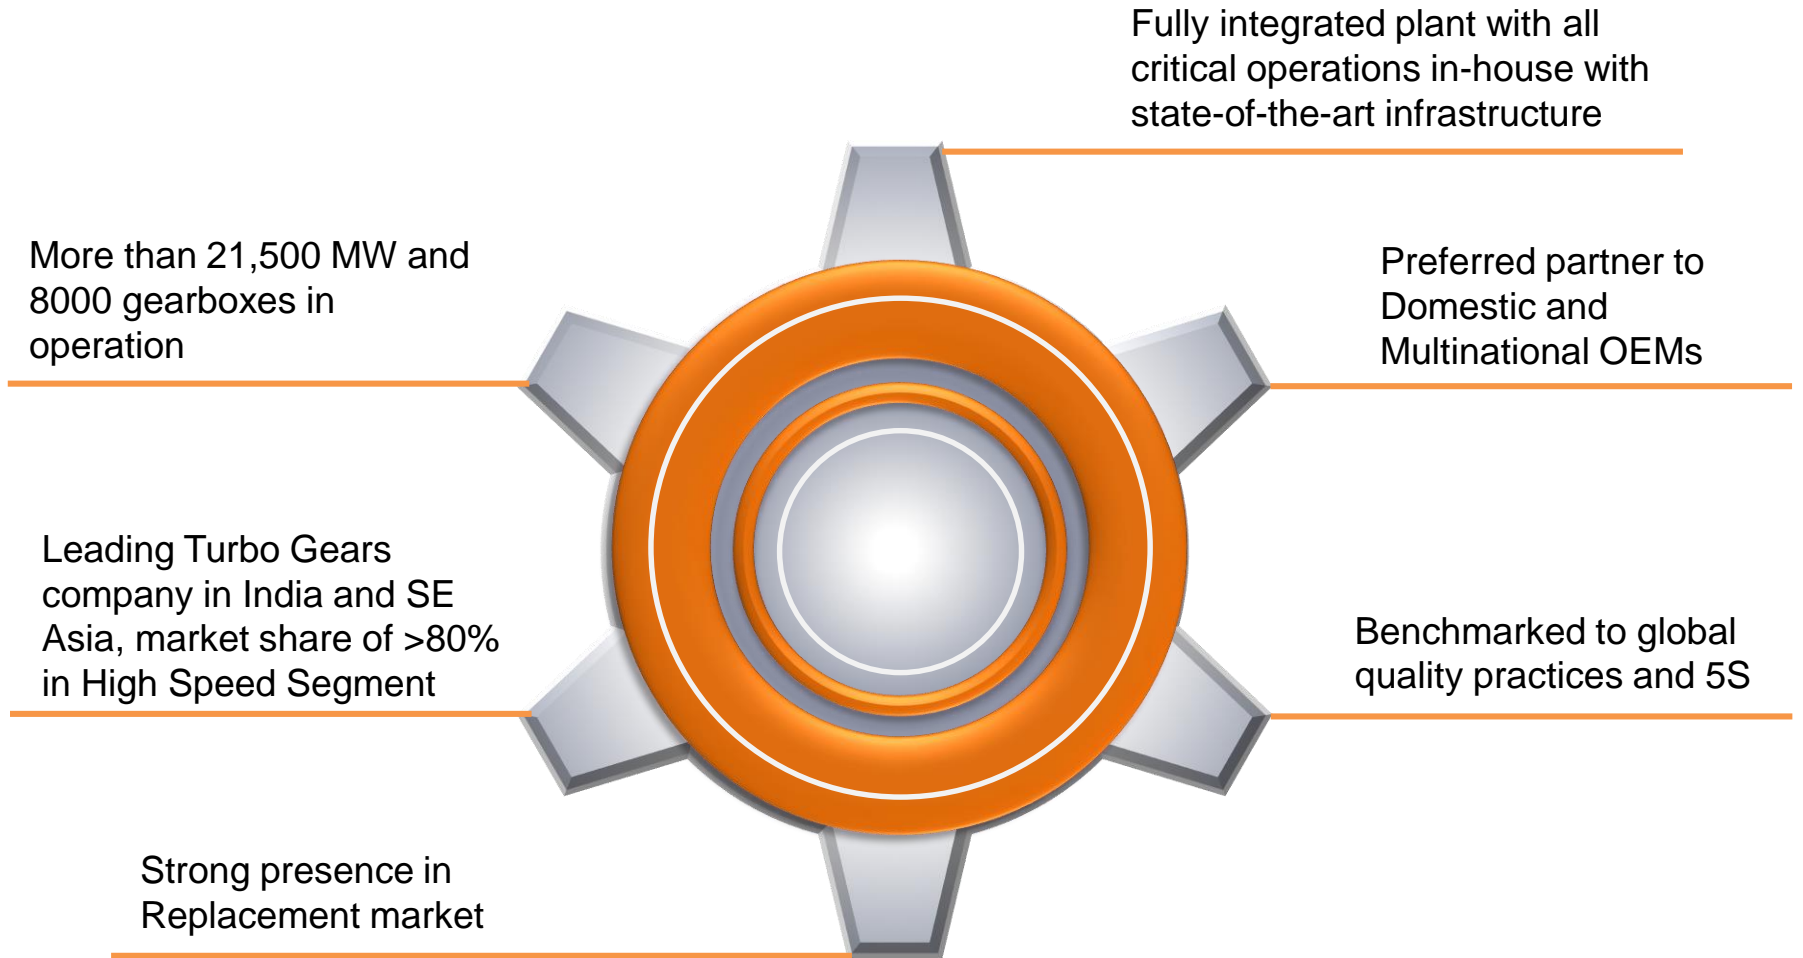 Fully integrated plant with all
critical operations in-house with
state-of-the-art infrastructure
More than 21,500 MW and
8000 gearboxes in
operation
Preferred partner to
Domestic and
Multinational OEMs
Leading Turbo Gears
company in India and SE
Asia, market share of >80%
in High Speed Segment
Benchmarked to global
quality practices and 5S
Strong presence in
Replacement market